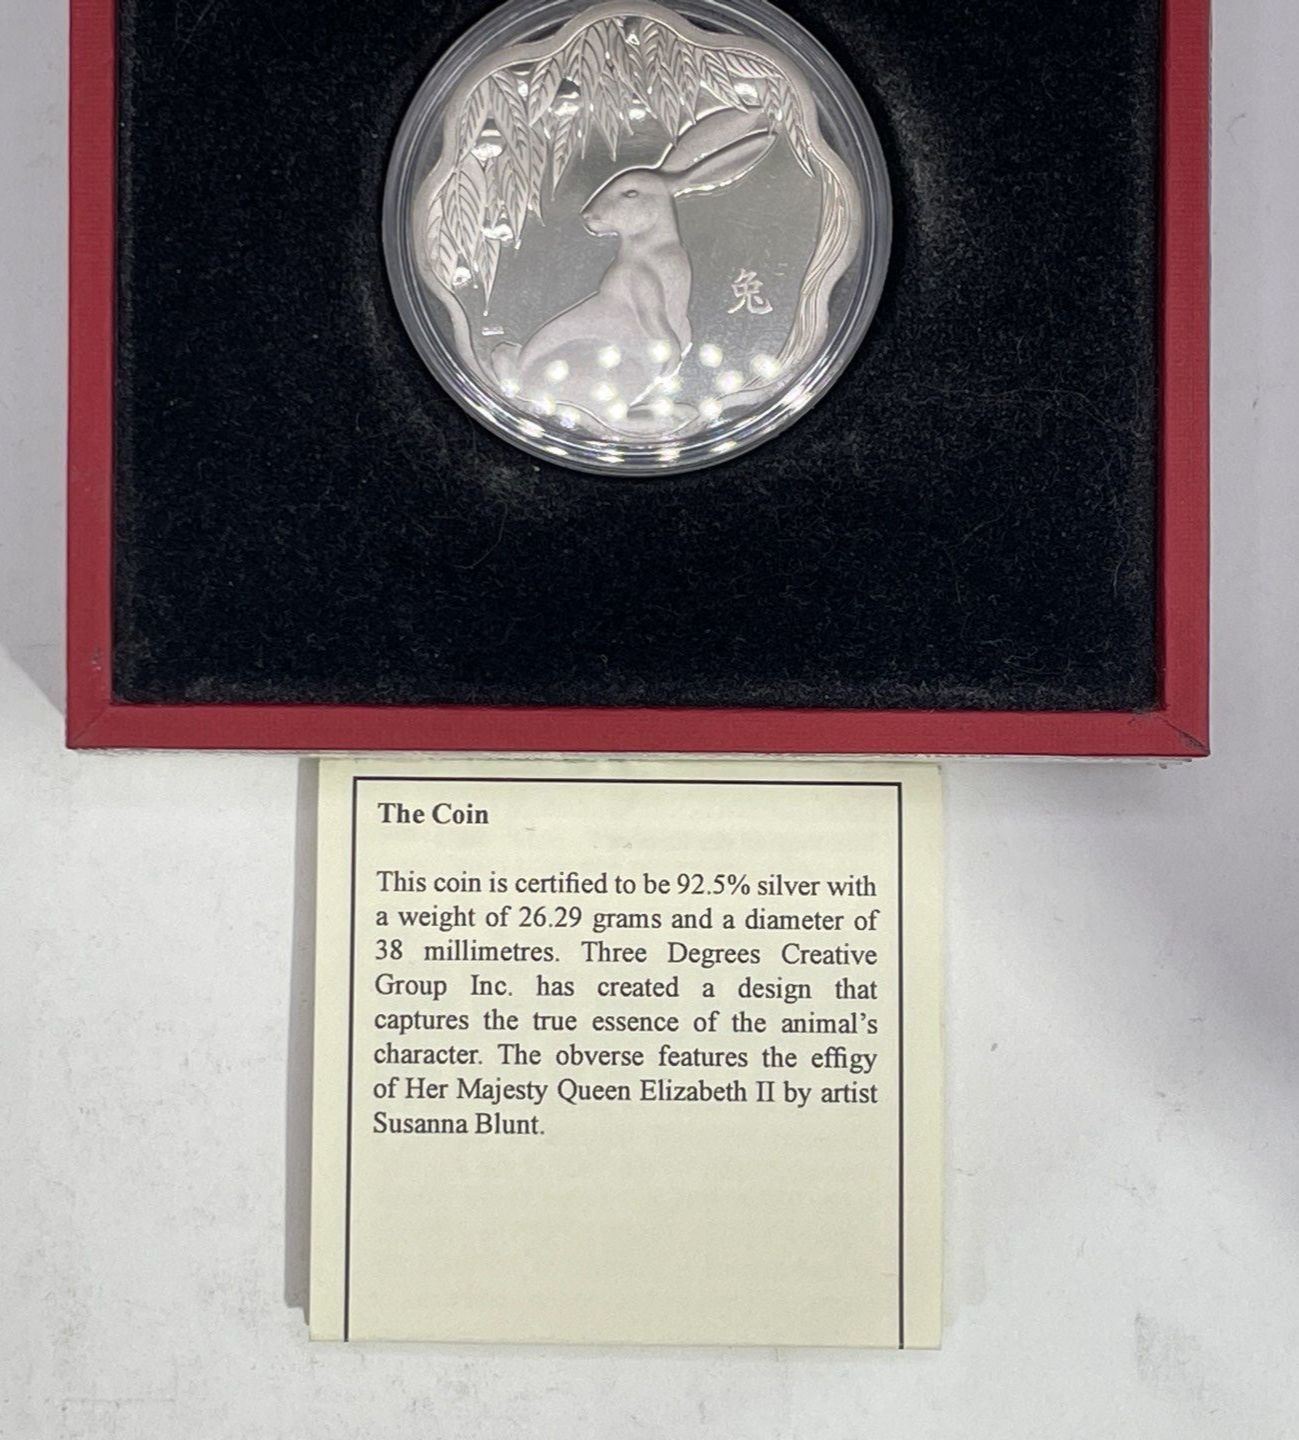 兔
The Coin
This coin is certified to be 92.5% silver with
a weight of 26.29 grams and a diameter of
38 millimetres. Three Degrees Creative
Group Inc. has created a design that
captures the true essence of the animal's
character. The obverse features the effigy
of Her Majesty Queen Elizabeth II by artist
Susanna Blunt.